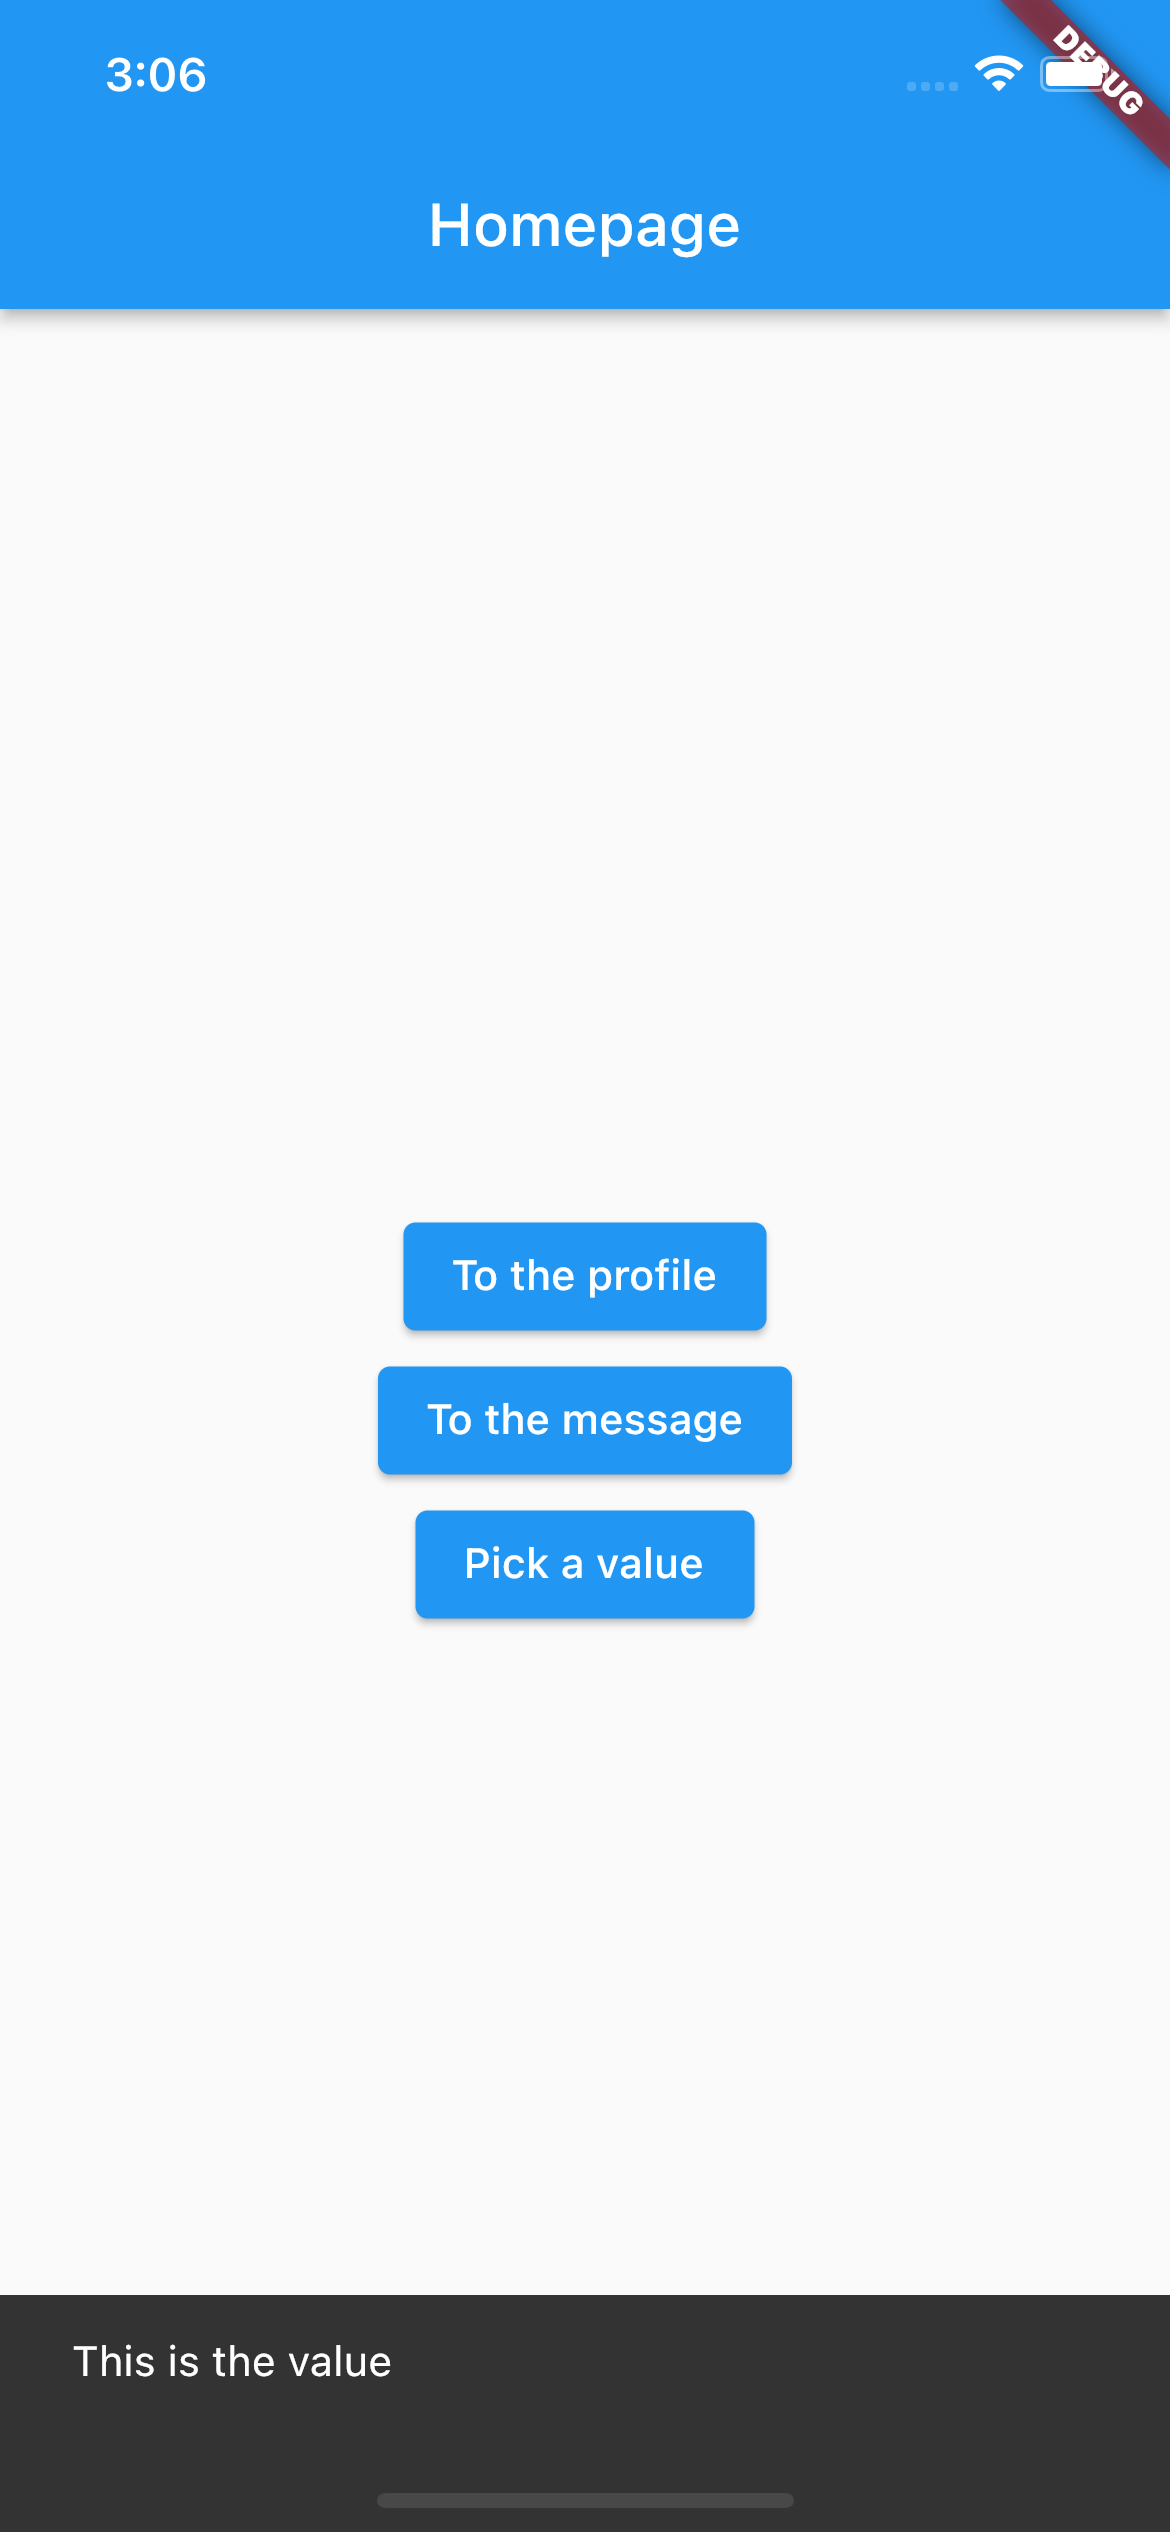 3:06
DEBUG
Homepage
To the profile
To the message
Pick a value
This is the value